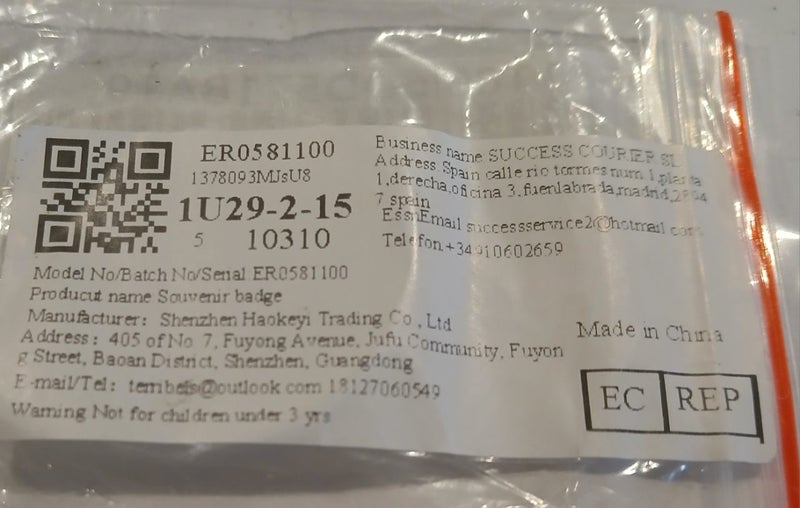 ER0581100
1378093MJsU8
1U29-2-15
5 10310
Business name SUCCESS COURIER SL
Address Spain calle rio tormes num 1,planta
1,derecha,oficina 3,fuenlabrada,madrid,2894
7 spain
EssnEmail successservice2@hotmail com
Telefon+34910602659
Model No/Batch No/Serial ER0581100
Producut name Souvenir badge
Manufacturer: Shenzhen Haokeyi Trading Co , Ltd
Address: 405 of No 7, Fuyong Avenue, Jufu Community, Fuyon
g Street, Baoan District, Shenzhen, Guangdong
E-mail/Tel: 18127060549
Warning Not for children under 3 yrs
Made in China
EC REP